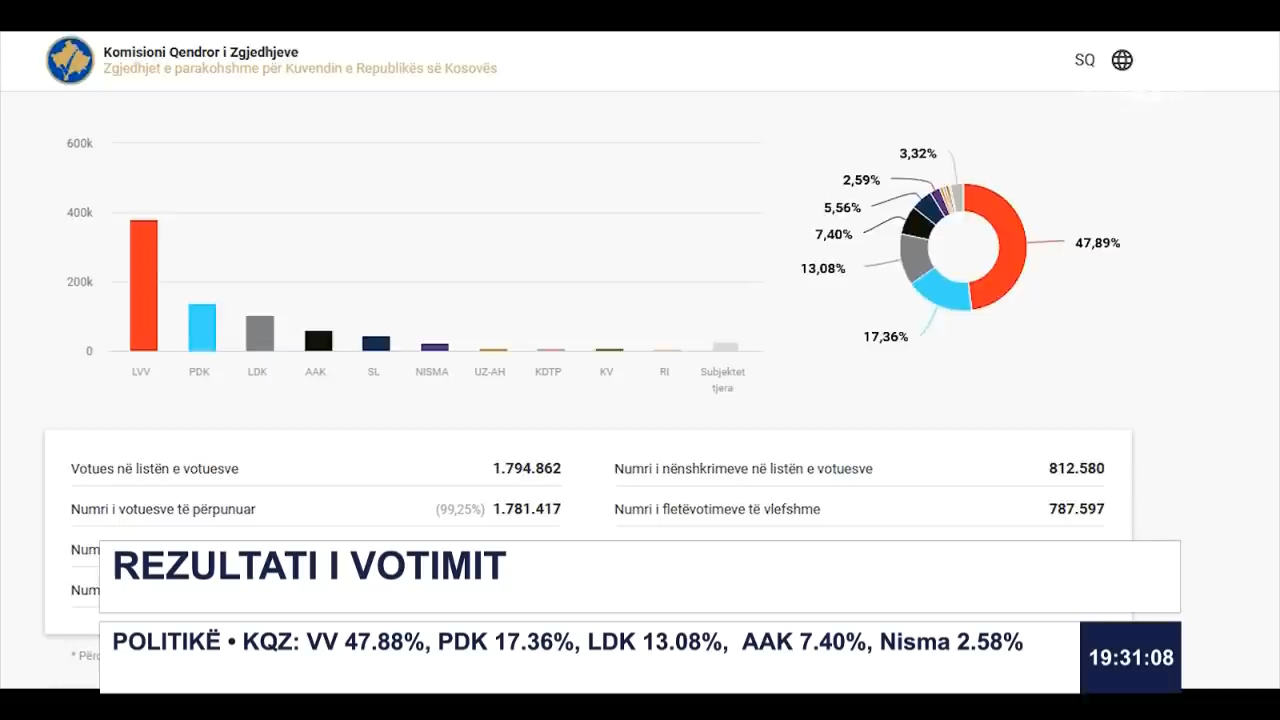 Komisioni Qendror i Zgjedhjeve
Zgjedhjet e parakohshme për Kuvendin e Republikës së Kosovës
SQ
600k
400k
200k
0
LVV PDK LDK AAK SL NISMA UZ-AH KDTP KV RI Subjektet
tjera
3,32%
2,59%
5,56%
7,40%
13,08%
17,36%
47,89%
Votues në listën e votuesve 1.794.862
Numri i nënshkrimeve në listën e votuesve 812.580
Numri i votuesve të përpunuar (99,25%) 1.781.417
Numri i fletëvotimeve të vlefshme 787.597
REZULTATI I VOTIMIT
POLITIKË • KQZ: VV 47.88%, PDK 17.36%, LDK 13.08%, AAK 7.40%, Nisma 2.58%
19:31:08